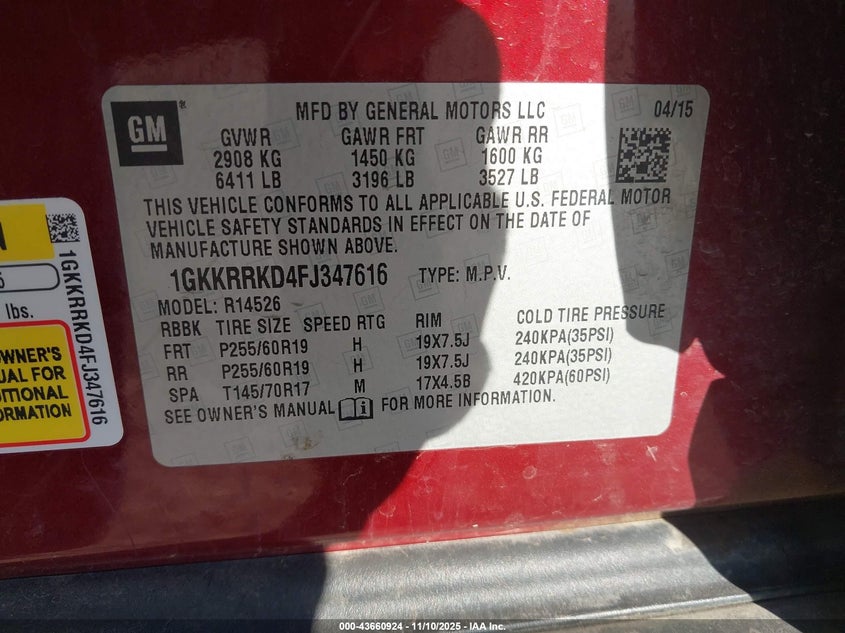 GM
MFD BY GENERAL MOTORS LLC 04/15
GVWR GAWR FRT GAWR RR
2908 KG 1450 KG 1600 KG
6411 LB 3196 LB 3527 LB
THIS VEHICLE CONFORMS TO ALL APPLICABLE U.S. FEDERAL MOTOR
VEHICLE SAFETY STANDARDS IN EFFECT ON THE DATE OF
MANUFACTURE SHOWN ABOVE.
1GKKRRKD4FJ347616 TYPE: M.P.V.
MODEL: R14526
RBBK TIRE SIZE SPEED RTG RIM COLD TIRE PRESSURE
FRT P255/60R19 H 19X7.5J 240KPA(35PSI)
RR P255/60R19 H 19X7.5J 240KPA(35PSI)
SPA T145/70R17 M 17X4.5B 420KPA(60PSI)
SEE OWNER'S MANUAL FOR MORE INFORMATION.
lbs.
OWNER'S
FOR
1GKKRRKD4FJ347616
000-43660924 - 11/10/2025 - IAA Inc.